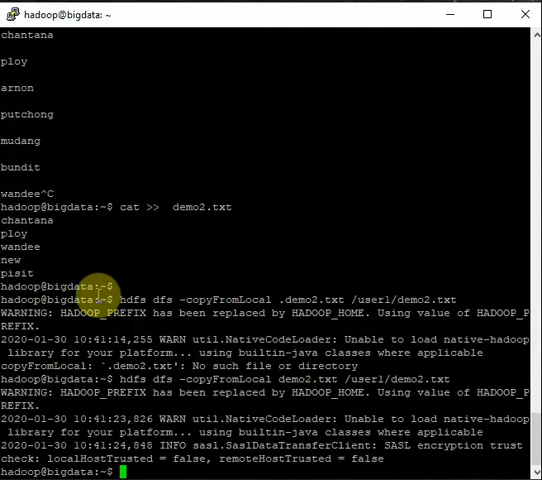 hadoop@bigdata: ~
chantana
ploy
arnon
putchong
mudang
bundit
wandee^C
hadoop@bigdata:~$ cat >>  demo2.txt
chantana
ploy
wandee
new
pisit
hadoop@bigdata:~$
hadoop@bigdata:~$ hdfs dfs -copyFromLocal .demo2.txt /user1/demo2.txt
WARNING: HADOOP_PREFIX has been replaced by HADOOP_HOME. Using value of HADOOP_P
REFIX.
2020-01-30 10:41:14,255 WARN util.NativeCodeLoader: Unable to load native-hadoop
 library for your platform... using builtin-java classes where applicable
copyFromLocal: `.demo2.txt': No such file or directory
hadoop@bigdata:~$ hdfs dfs -copyFromLocal demo2.txt /user1/demo2.txt
WARNING: HADOOP_PREFIX has been replaced by HADOOP_HOME. Using value of HADOOP_P
REFIX.
2020-01-30 10:41:23,826 WARN util.NativeCodeLoader: Unable to load native-hadoop
 library for your platform... using builtin-java classes where applicable
2020-01-30 10:41:24,848 INFO sasl.SaslDataTransferClient: SASL encryption trust
check: localHostTrusted = false, remoteHostTrusted = false
hadoop@bigdata:~$